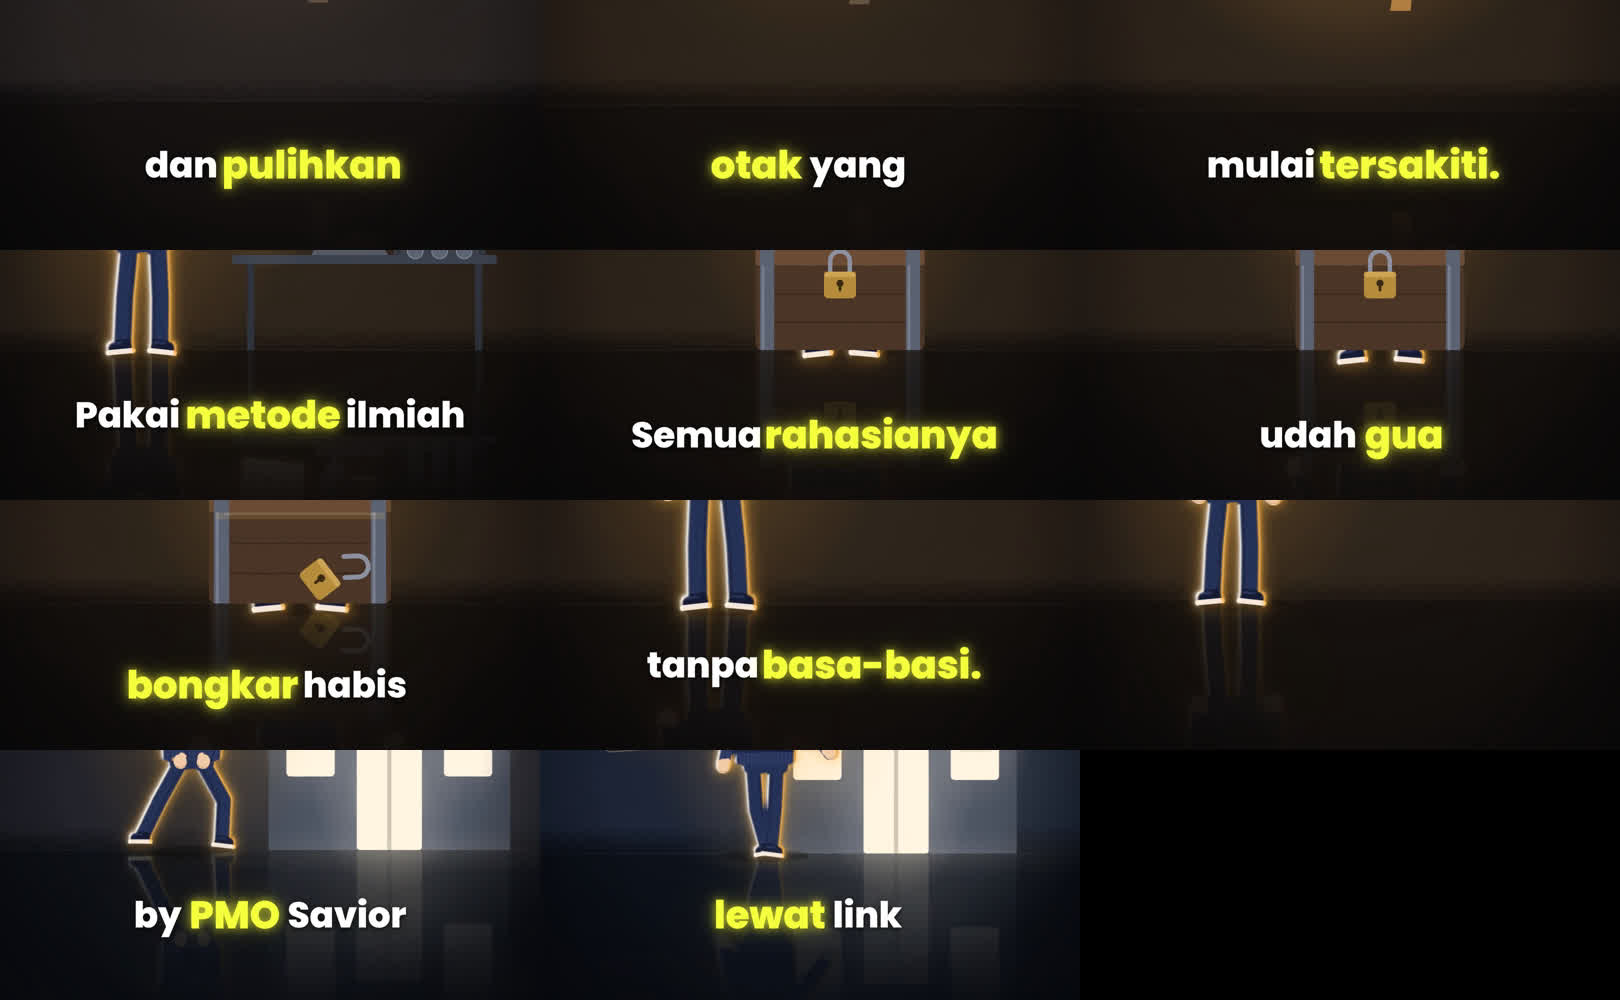 dan pulihkan
otak yang
mulai tersakiti.
Pakai metode ilmiah
Semua rahasianya
udah gua
bongkar habis
tanpa basa-basi.
by PMO Savior
lewat link